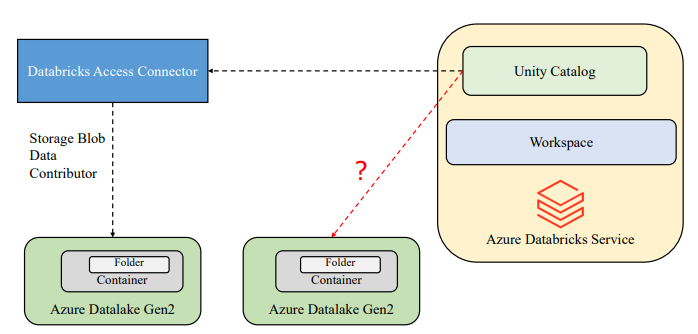 Databricks Access Connector
Unity Catalog
Storage Blob
Data
Contributor
Workspace
?
Azure Databricks Service
Folder
Container
Azure Datalake Gen2
Folder
Container
Azure Datalake Gen2